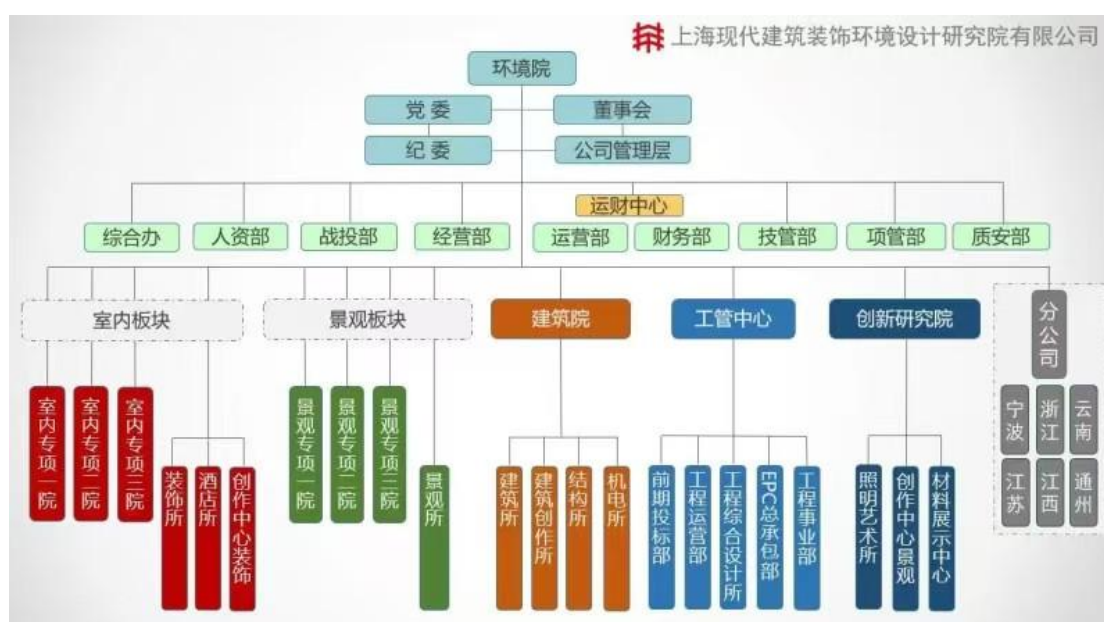 上海现代建筑装饰环境设计研究院有限公司
环境院
党委
董事会
纪委
公司管理层
运财中心
综合办
人资部
战投部
经营部
运营部
财务部
技管部
项管部
质安部
室内板块
景观板块
建筑院
工管中心
创新研究院
分公司
室内专项一院
室内专项二院
室内专项三院
装饰所
酒店所
创作中心装饰
景观专项一院
景观专项二院
景观专项三院
景观所
建筑所
建筑创作所
结构所
机电所
前期投标部
工程运营部
工程综合设计所
EPC总承包部
工程事业部
照明艺术所
创作中心景观
材料展示中心
宁波
浙江
云南
江苏
江西
通州